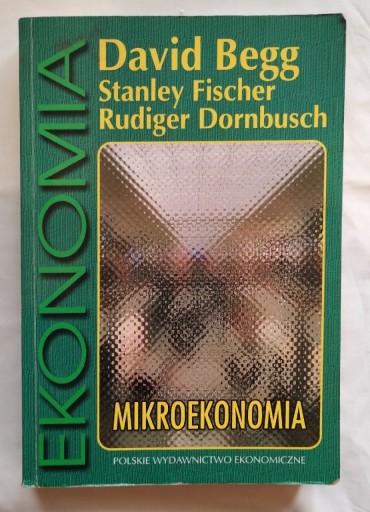 EKONOMIA
David Begg
Stanley Fischer
Rudiger Dornbusch
MIKROEKONOMIA
POLSKIE WYDAWNICTWO EKONOMICZNE